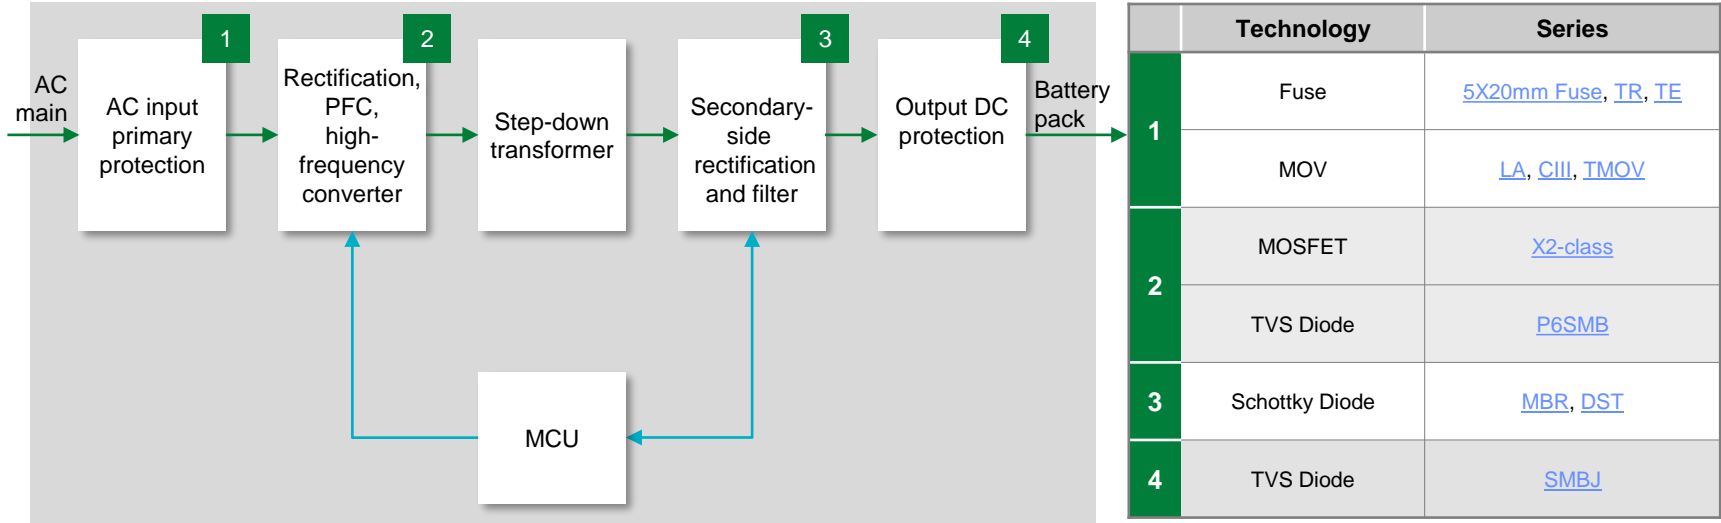 1
2
3
4
AC
main
AC input
primary
protection
Rectification,
PFC,
high-
frequency
converter
Step-down
transformer
Secondary-
side
rectification
and filter
Output DC
protection
Battery
pack
MCU
Technology Series
1 Fuse 5X20mm Fuse, TR, TE
MOV LA, CIII, TMOV
2 MOSFET X2-class
TVS Diode P6SMB
3 Schottky Diode MBR, DST
4 TVS Diode SMBJ